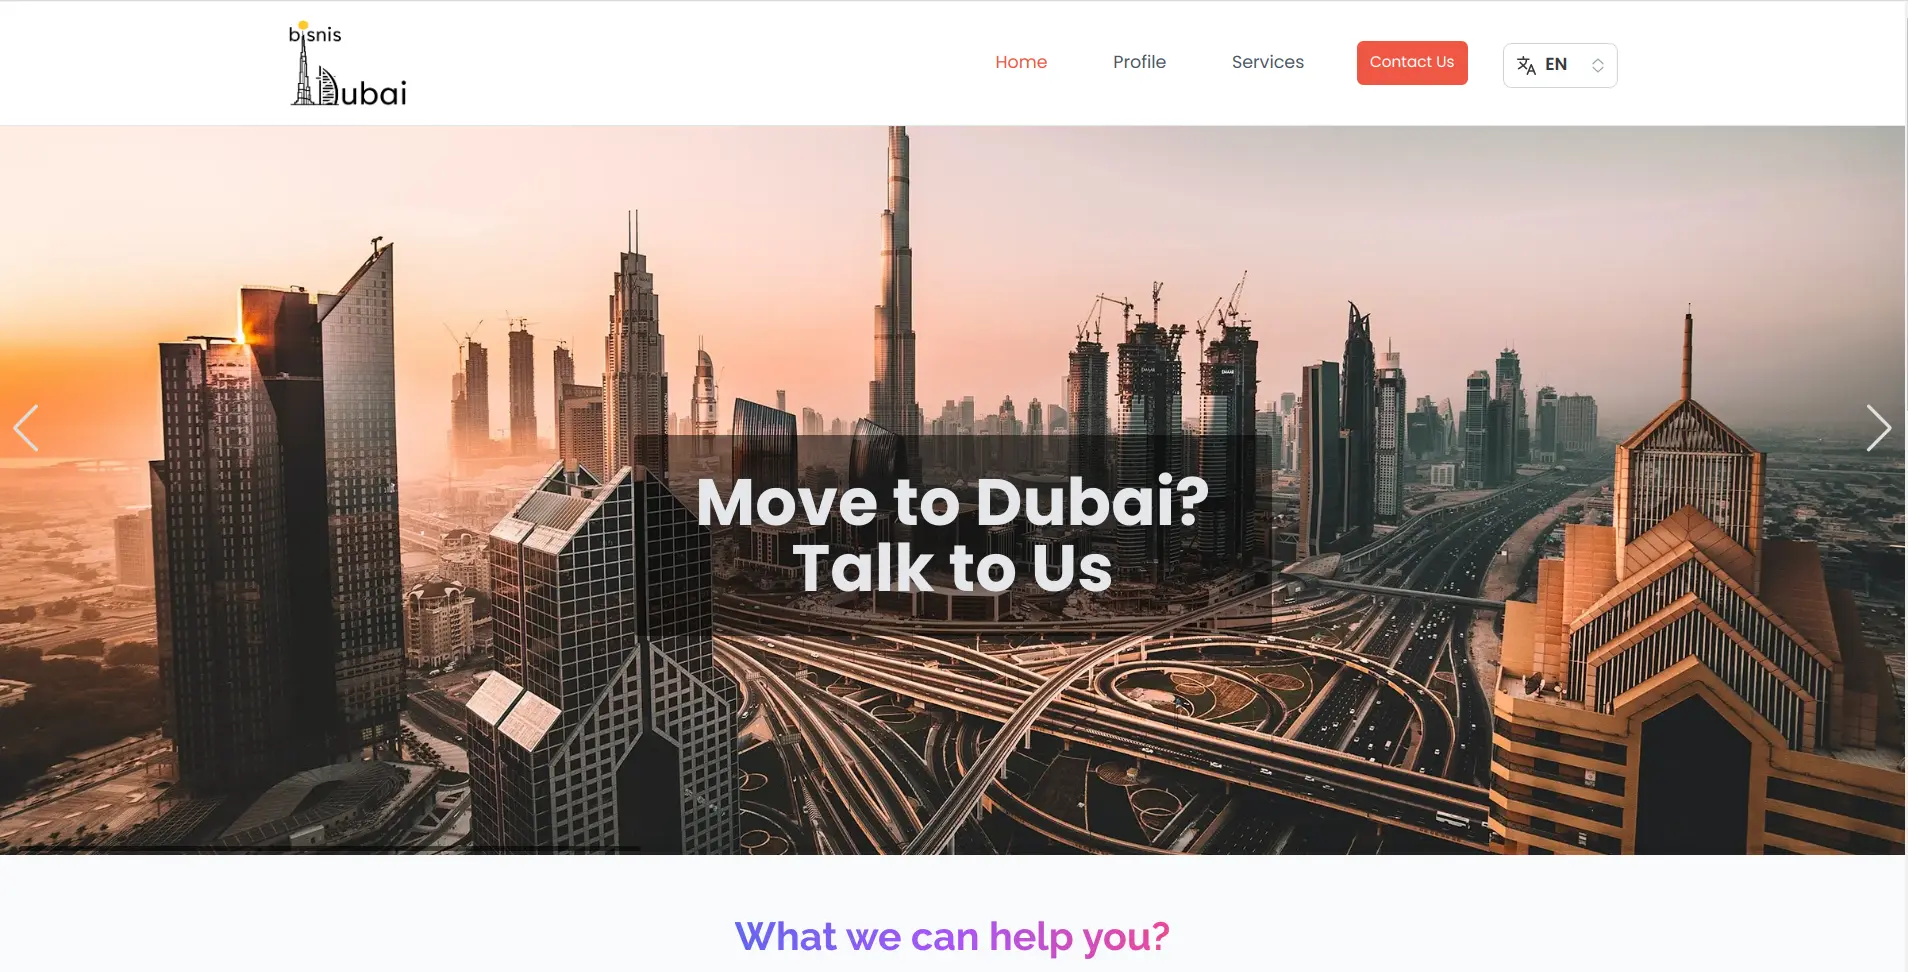 bisnis
Dubai
Home
Profile
Services
Contact Us
EN
Move to Dubai?
Talk to Us
What we can help you?